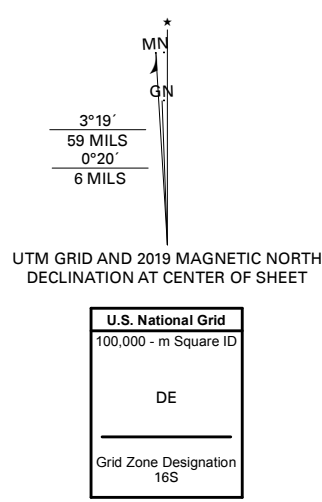 MN
GN
3°19´
59 MILS
0°20´
6 MILS
UTM GRID AND 2019 MAGNETIC NORTH
DECLINATION AT CENTER OF SHEET
U.S. National Grid
100,000 - m Square ID
DE
Grid Zone Designation
16S